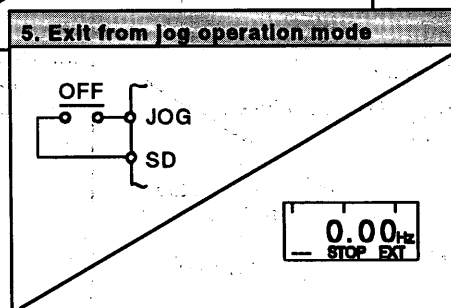 5. Exit from jog operation mode
OFF
JOG
SD
0.00Hz
STOP EXT